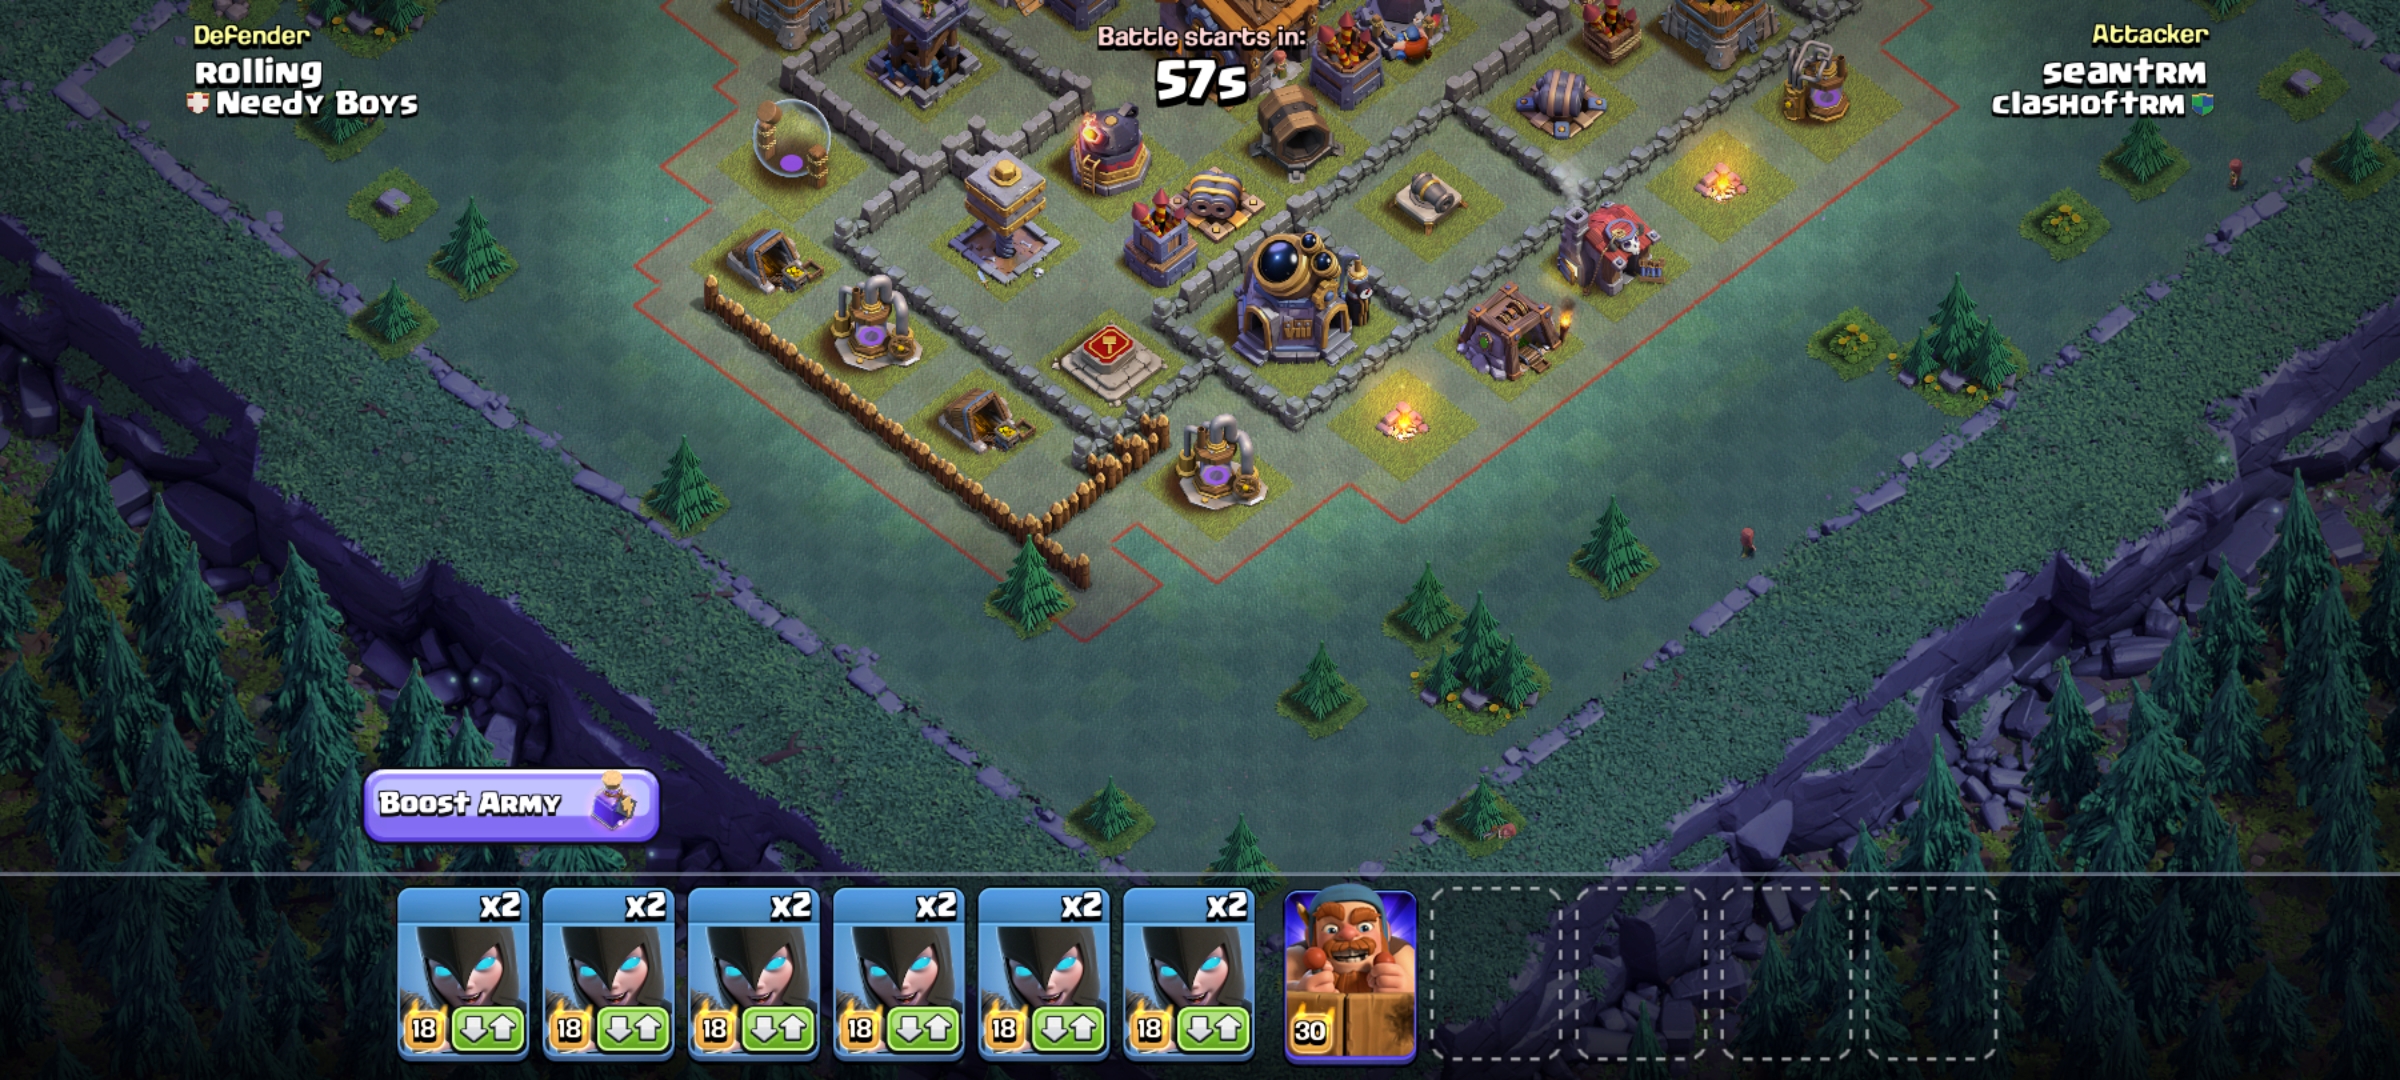 Defender
Rolling
Needy Boys
Battle starts in:
57s
Attacker
seantRM
clashoftRM
VIII
Boost Army
x2
x2
x2
x2
x2
x2
18
18
18
18
18
18
30